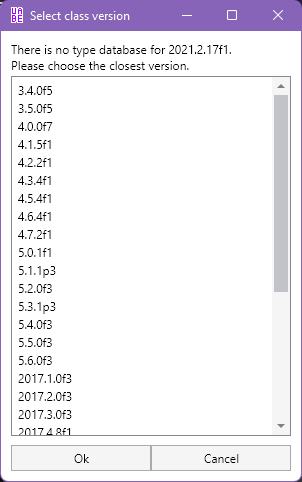 UABE
Select class version
There is no type database for 2021.2.17f1.
Please choose the closest version.
3.4.0f5
3.5.0f5
4.0.0f7
4.1.5f1
4.2.2f1
4.3.4f1
4.5.4f1
4.6.4f1
4.7.2f1
5.0.1f1
5.1.1p3
5.2.0f3
5.3.1p3
5.4.0f3
5.5.0f3
5.6.0f3
2017.1.0f3
2017.2.0f3
2017.3.0f3
2017.4.8f1
Ok
Cancel